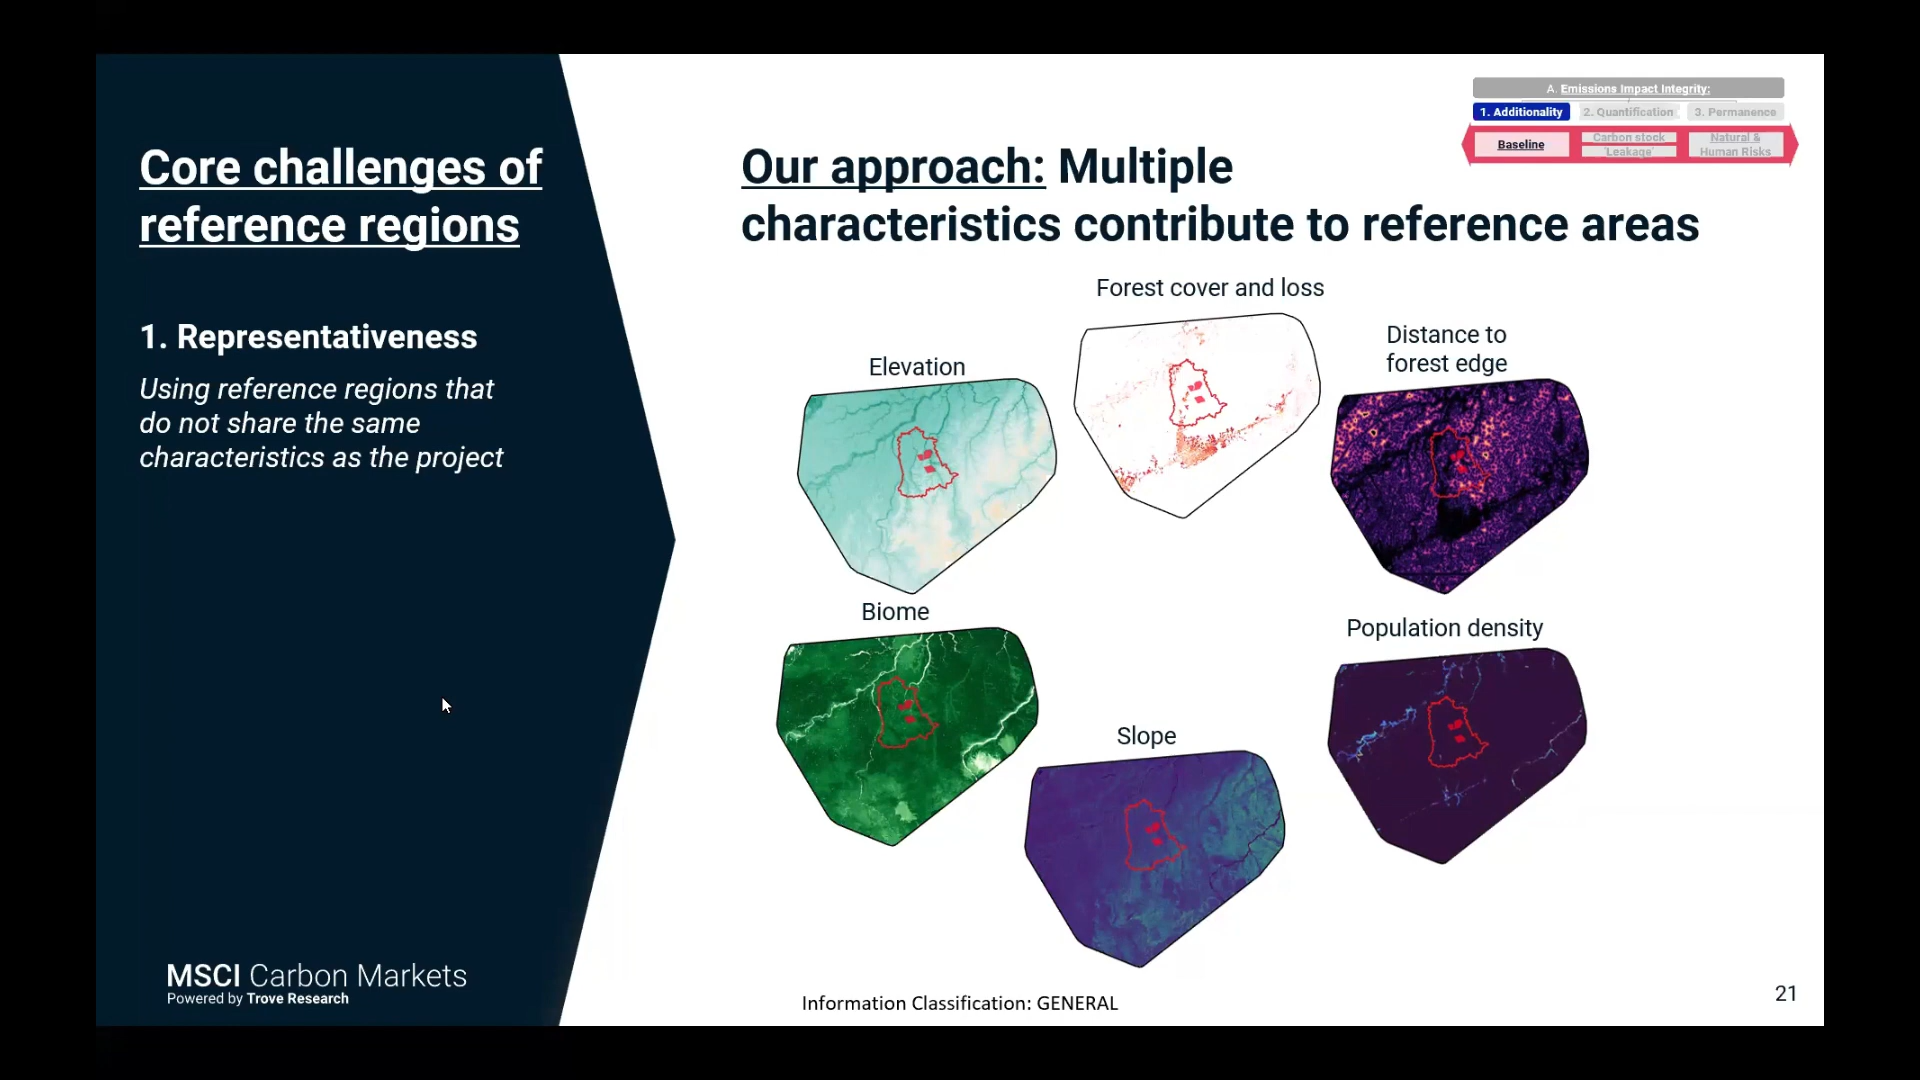 A. Emissions Impact Integrity:
1. Additionality
2. Quantification
3. Permanence
Baseline
Carbon stock
'Leakage'
Natural &
Human Risks
Core challenges of
reference regions
1. Representativeness
Using reference regions that
do not share the same
characteristics as the project
MSCI Carbon Markets
Powered by Trove Research
Our approach: Multiple
characteristics contribute to reference areas
Forest cover and loss
Elevation
Distance to
forest edge
Biome
Population density
Slope
Information Classification: GENERAL
21